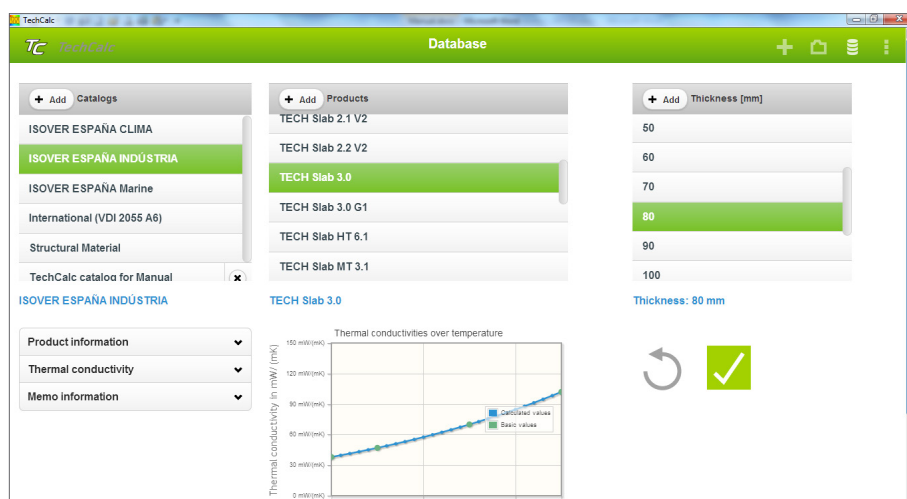 TechCalc
TC TechCalc
Database
+ Add Catalogs
ISOVER ESPAÑA CLIMA
ISOVER ESPAÑA INDÚSTRIA
ISOVER ESPAÑA Marine
International (VDI 2055 A6)
Structural Material
TechCalc catalog for Manual
ISOVER ESPAÑA INDÚSTRIA
Product information
Thermal conductivity
Memo information
+ Add Products
TECH Slab 2.1 V2
TECH Slab 2.2 V2
TECH Slab 3.0
TECH Slab 3.0 G1
TECH Slab HT 6.1
TECH Slab MT 3.1
TECH Slab 3.0
Thermal conductivities over temperature
Thermal conductivity in mW/ (mK)
150 mW/(mK)
120 mW/(mK)
90 mW/(mK)
60 mW/(mK)
30 mW/(mK)
0 mW/(mK)
Calculated values
Basic values
+ Add Thickness [mm]
50
60
70
80
90
100
Thickness: 80 mm